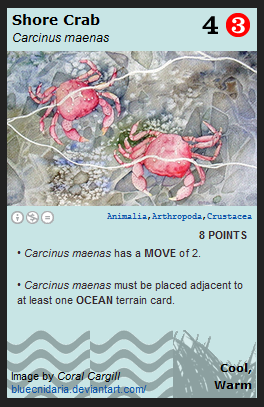 Shore Crab
Carcinus maenas
4 3
Animalia,Arthropoda,Crustacea
8 POINTS
• Carcinus maenas has a MOVE of 2.
• Carcinus maenas must be placed adjacent to
at least one OCEAN terrain card.
Cool,
Warm
Image by Coral Cargill
bluecnidaria.deviantart.com/